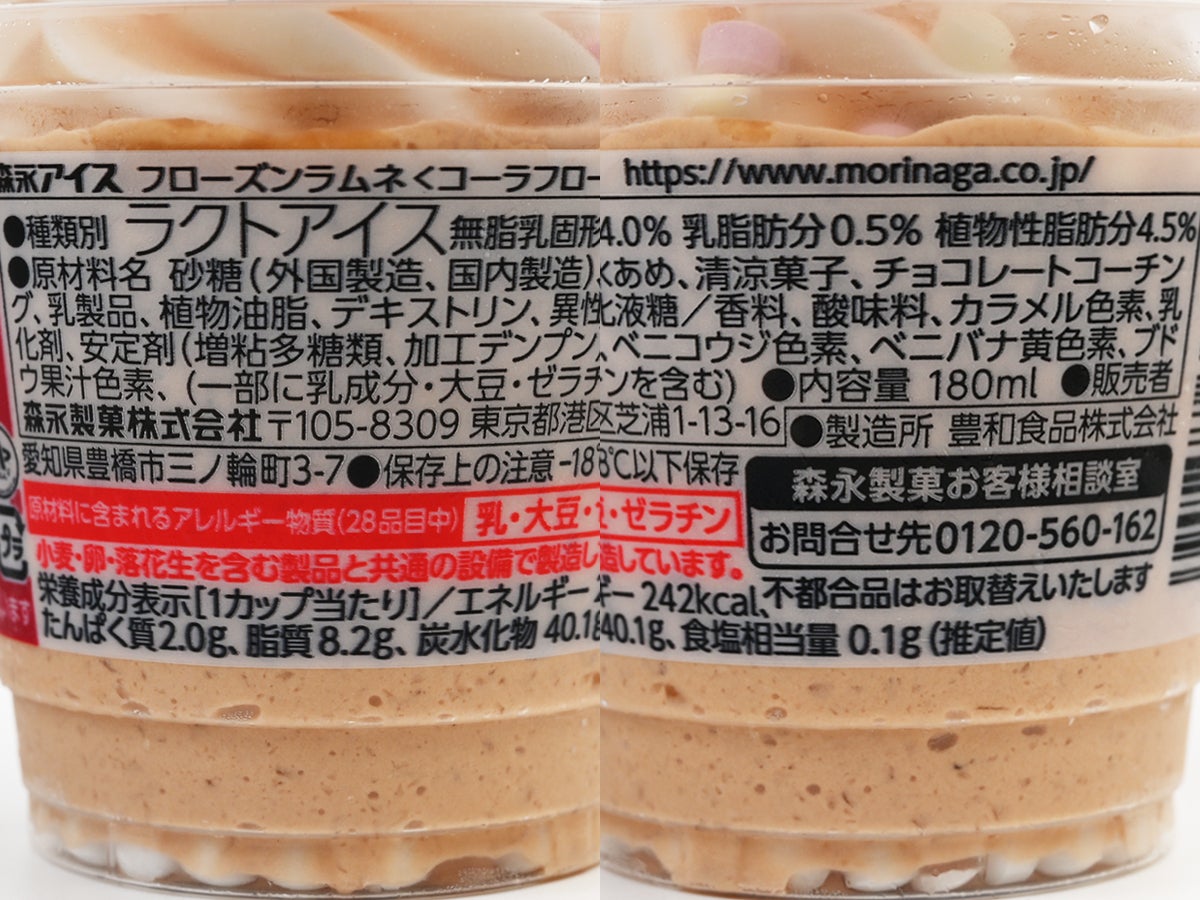 森永アイス フローズンラムネ<コーラフロー https://www.morinaga.co.jp/
●種類別 ラクトアイス 無脂乳固形4.0% 乳脂肪分0.5% 植物性脂肪分4.5%
●原材料名 砂糖(外国製造、国内製造)、水あめ、清涼菓子、チョコレートコーチン
グ、乳製品、植物油脂、デキストリン、異性化液糖/香料、酸味料、カラメル色素、乳
化剤、安定剤(増粘多糖類、加工デンプン)、ベニコウジ色素、ベニバナ黄色素、ブド
ウ果汁色素、(一部に乳成分・大豆・ゼラチンを含む) ●内容量 180ml ●販売者
森永製菓株式会社 〒105-8309 東京都港区芝浦1-13-16 ●製造所 豊和食品株式会社
愛知県豊橋市三ノ輪町3-7 ●保存上の注意 -18℃以下保存
原材料に含まれるアレルギー物質(28品目中) 乳・大豆・ゼラチン
小麦・卵・落花生を含む製品と共通の設備で製造しています。
森永製菓お客様相談室
お問合せ先0120-560-162
栄養成分表示[1カップ当たり]/エネルギー 242kcal、
たんぱく質2.0g、脂質8.2g、炭水化物 40.1g、食塩相当量 0.1g(推定値)
不都合品はお取替えいたします
ます